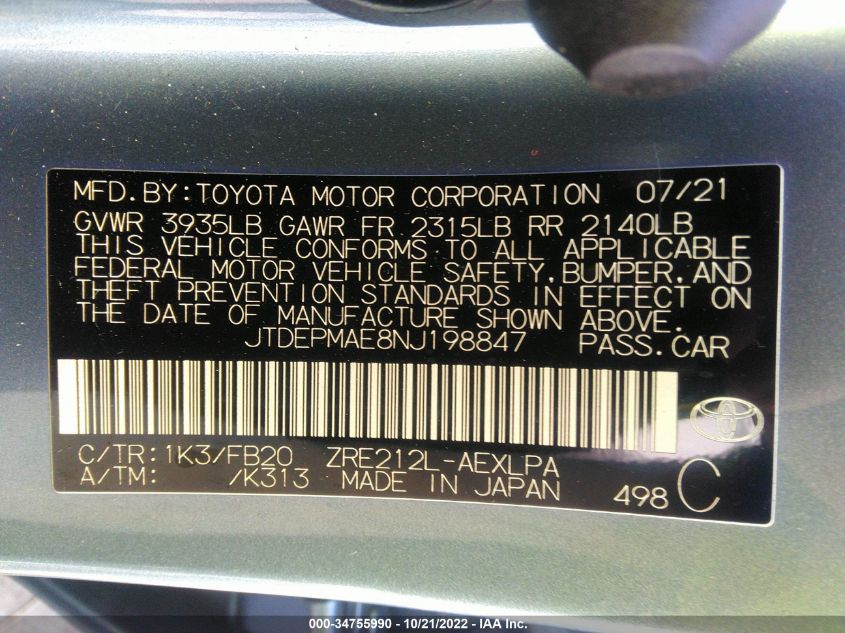 MFD.BY:TOYOTA MOTOR CORPORATION 07/21
GVWR 3935LB GAWR FR 2315LB RR 2140LB
THIS VEHICLE CONFORMS TO ALL APPLICABLE
FEDERAL MOTOR VEHICLE SAFETY,BUMPER,AND
THEFT PREVENTION STANDARDS IN EFFECT ON
THE DATE OF MANUFACTURE SHOWN ABOVE.
JTDEPMAE8NJ198847 PASS.CAR
C/TR:1K3/FB20 ZRE212L-AEXLPA
A/TM: /K313 MADE IN JAPAN 498 C
000-34755990 - 10/21/2022 - IAA Inc.